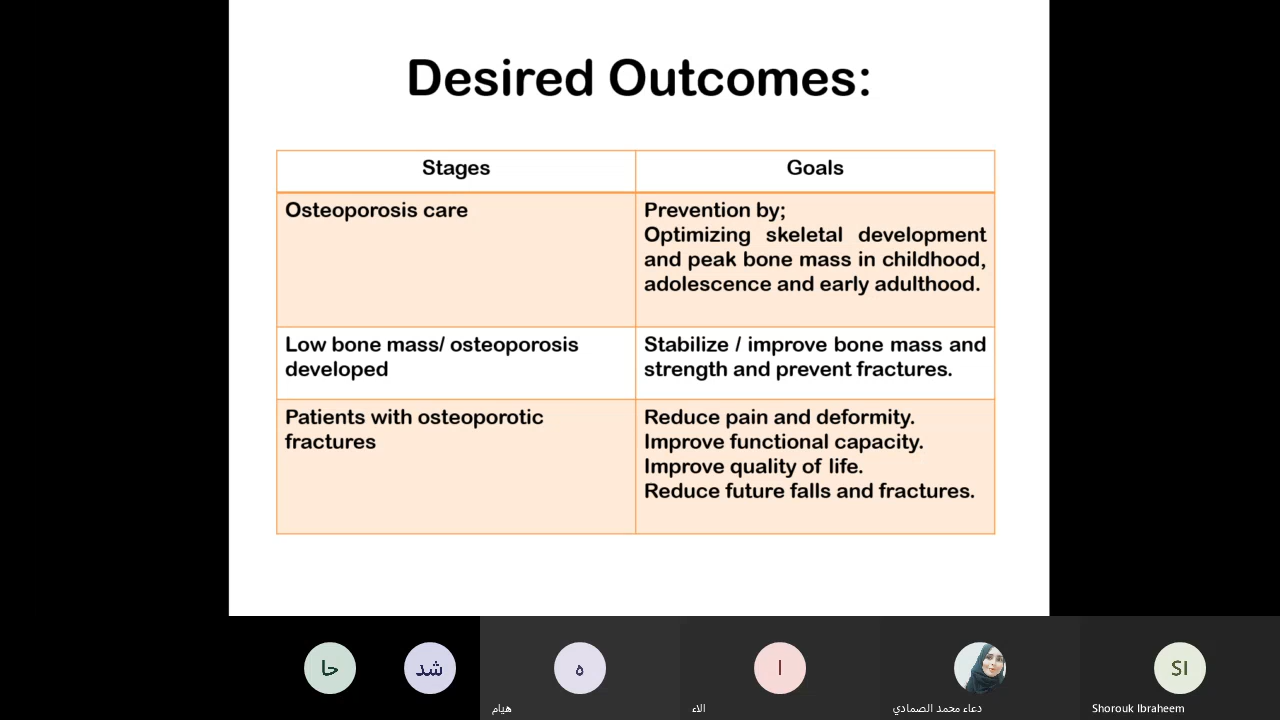 Desired Outcomes:
Stages
Goals
Osteoporosis care
Prevention by;
Optimizing skeletal development
and peak bone mass in childhood,
adolescence and early adulthood.
Low bone mass/ osteoporosis
developed
Stabilize / improve bone mass and
strength and prevent fractures.
Patients with osteoporotic
fractures
Reduce pain and deformity.
Improve functional capacity.
Improve quality of life.
Reduce future falls and fractures.
حا
شد
ه
ا
SI
هيام
الاء
دعاء محمد الصمادي
Shorouk Ibraheem